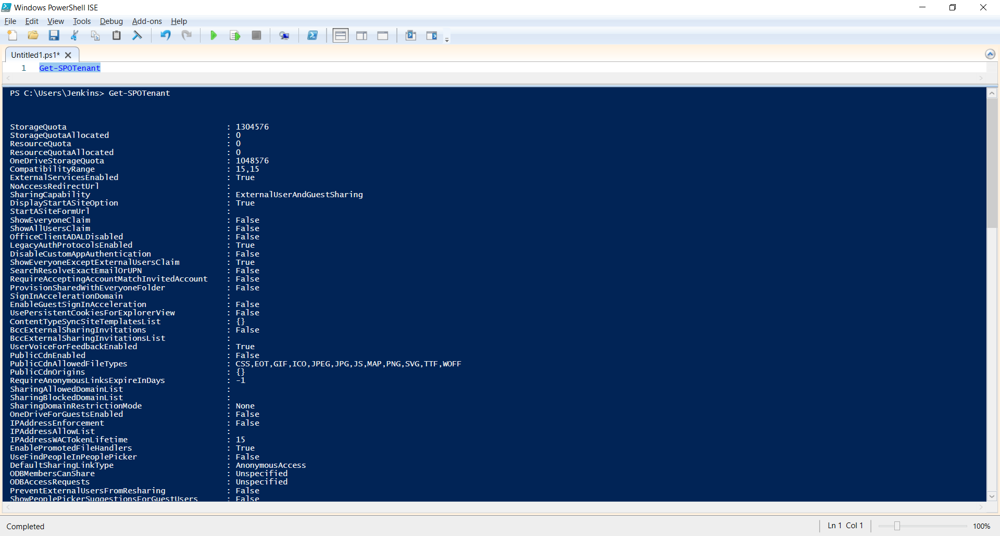 Windows PowerShell ISE
File Edit View Tools Debug Add-ons Help
Untitled1.ps1*
1 Get-SPOTenant
PS C:\Users\Jenkins> Get-SPOTenant
StorageQuota : 1304576
StorageQuotaAllocated : 0
ResourceQuota : 0
ResourceQuotaAllocated : 0
OneDriveStorageQuota : 1048576
CompatibilityRange : 15,15
ExternalServicesEnabled : True
NoAccessRedirectUrl :
SharingCapability : ExternalUserAndGuestSharing
DisplayStartASiteOption : True
StartASiteFormUrl :
ShowEveryoneClaim : False
ShowAllUsersClaim : False
OfficeClientADALDisabled : False
LegacyAuthProtocolsEnabled : True
DisableCustomAppAuthentication : False
ShowEveryoneExceptExternalUsersClaim : True
SearchResolveExactEmailOrUPN : False
RequireAcceptingAccountMatchInvitedAccount : False
ProvisionSharedWithEveryoneFolder : False
SignInAccelerationDomain :
EnableGuestSignInAcceleration : False
UsePersistentCookiesForExplorerView : False
ContentTypeSyncSiteTemplatesList : {}
BccExternalSharingInvitations : False
BccExternalSharingInvitationsList :
UserVoiceForFeedbackEnabled : True
PublicCdnEnabled : False
PublicCdnAllowedFileTypes : CSS,EOT,GIF,ICO,JPEG,JPG,JS,MAP,PNG,SVG,TTF,WOFF
PublicCdnOrigins : {}
RequireAnonymousLinksExpireInDays : -1
SharingAllowedDomainList :
SharingBlockedDomainList :
SharingDomainRestrictionMode : None
OneDriveForGuestsEnabled : False
IPAddressEnforcement : False
IPAddressAllowList :
IPAddressWACTokenLifetime : 15
EnablePromotedFileHandlers : True
UseFindPeopleInPeoplePicker : False
DefaultSharingLinkType : AnonymousAccess
ODBMembersCanShare : Unspecified
ODBAccessRequests : Unspecified
PreventExternalUsersFromResharing : False
ShowPeoplePickerSuggestionsForGuestUsers : False
Completed
Ln 1 Col 1
100%